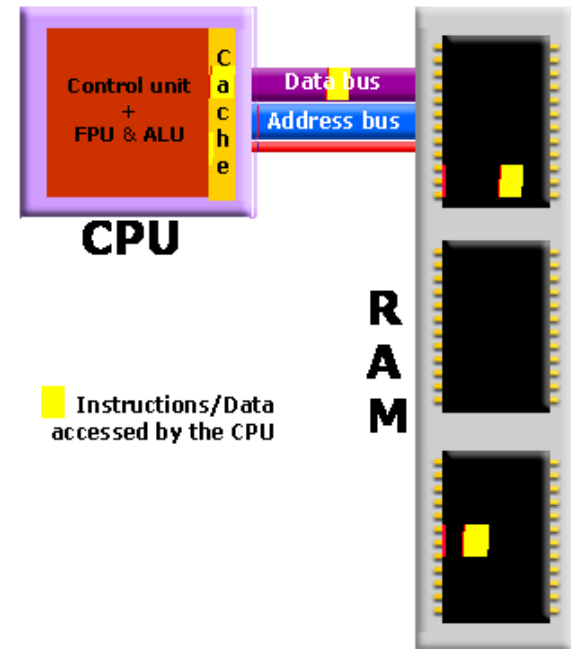 Control unit
+
FPU & ALU
C
a
c
h
e
Data bus
Address bus
CPU
R
A
M
Instructions/Data
accessed by the CPU